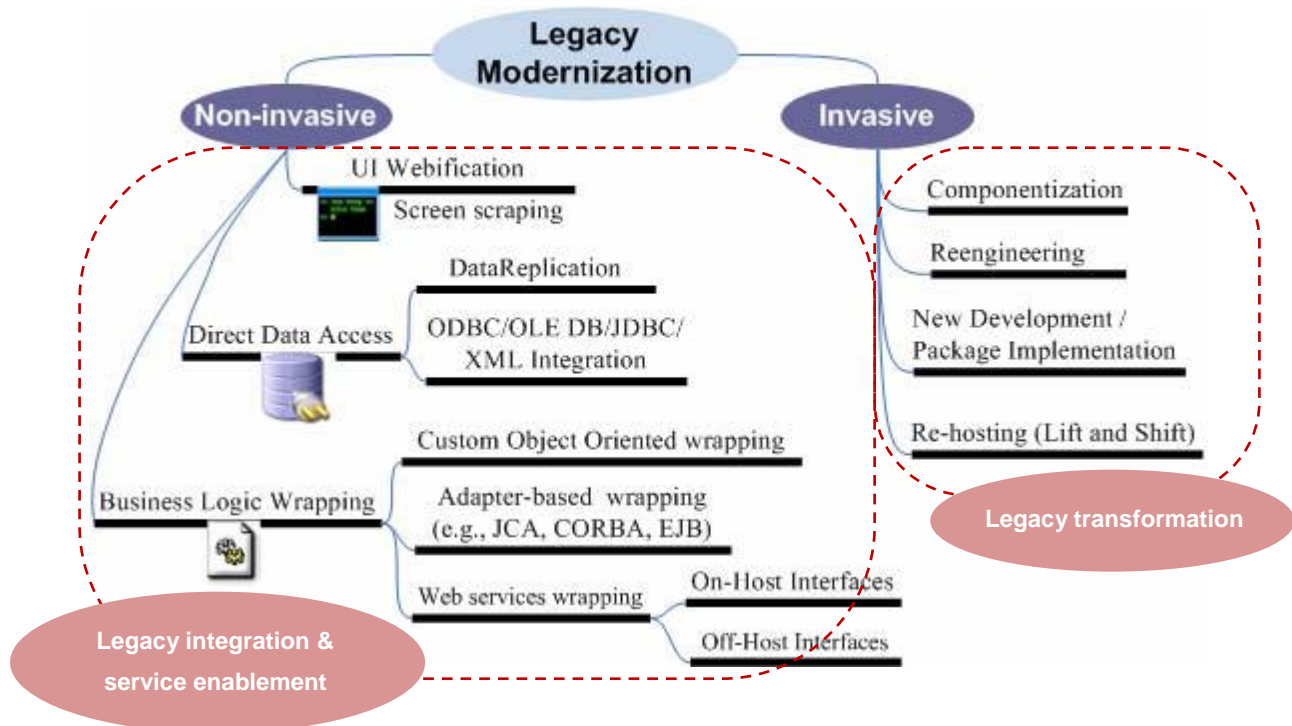 Legacy
Modernization
Non-invasive
Invasive
UI Webification
Screen scraping
DataReplication
Direct Data Access
ODBC/OLE DB/JDBC/
XML Integration
Custom Object Oriented wrapping
Business Logic Wrapping
Adapter-based wrapping
(e.g., JCA, CORBA, EJB)
Web services wrapping
On-Host Interfaces
Off-Host Interfaces
Legacy integration &
service enablement
Componentization
Reengineering
New Development /
Package Implementation
Re-hosting (Lift and Shift)
Legacy transformation